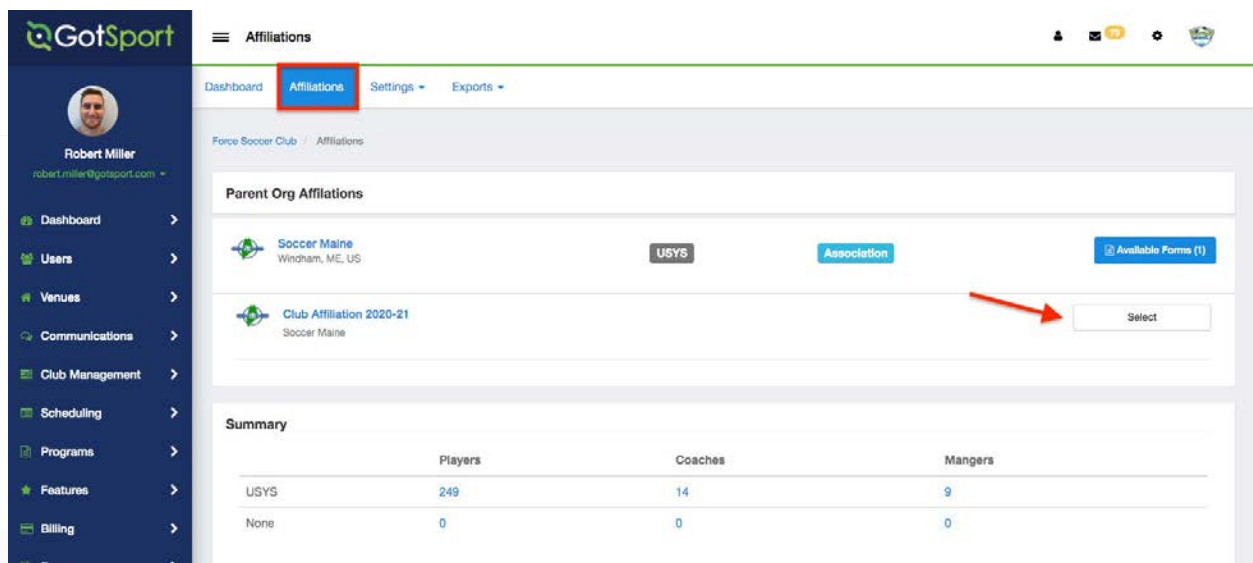 GotSport
Affiliations
Dashboard Affiliations Settings Exports
Robert Miller
robert.miller@gotsport.com
Force Soccer Club / Affiliations
Parent Org Affilations
Soccer Maine
Windham, ME, US
USYS
Association
Available Forms (1)
Club Affiliation 2020-21
Soccer Maine
Select
Dashboard
Users
Venues
Communications
Club Management
Scheduling
Programs
Features
Billing
Summary
Players Coaches Mangers
USYS 249 14 9
None 0 0 0